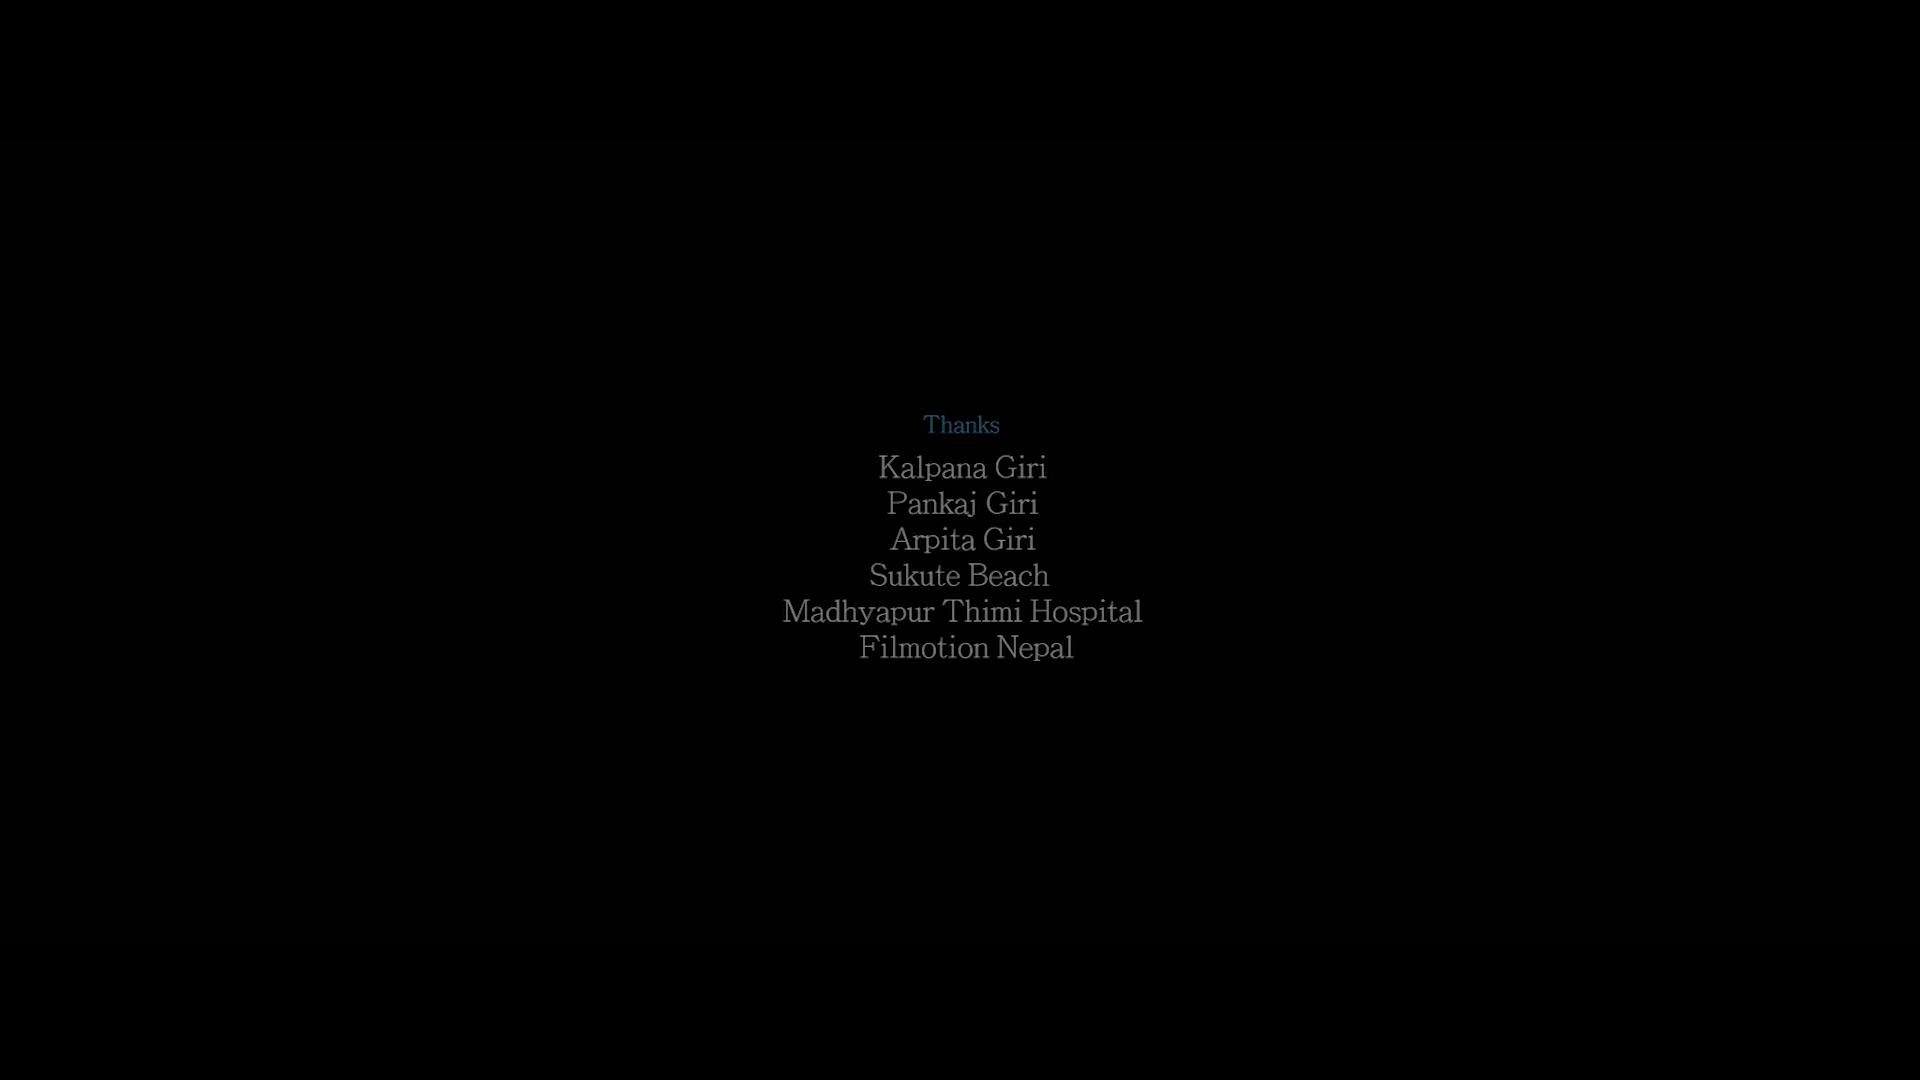 Thanks
Kalpana Giri
Pankaj Giri
Arpita Giri
Sukute Beach
Madhyapur Thimi Hospital
Filmotion Nepal